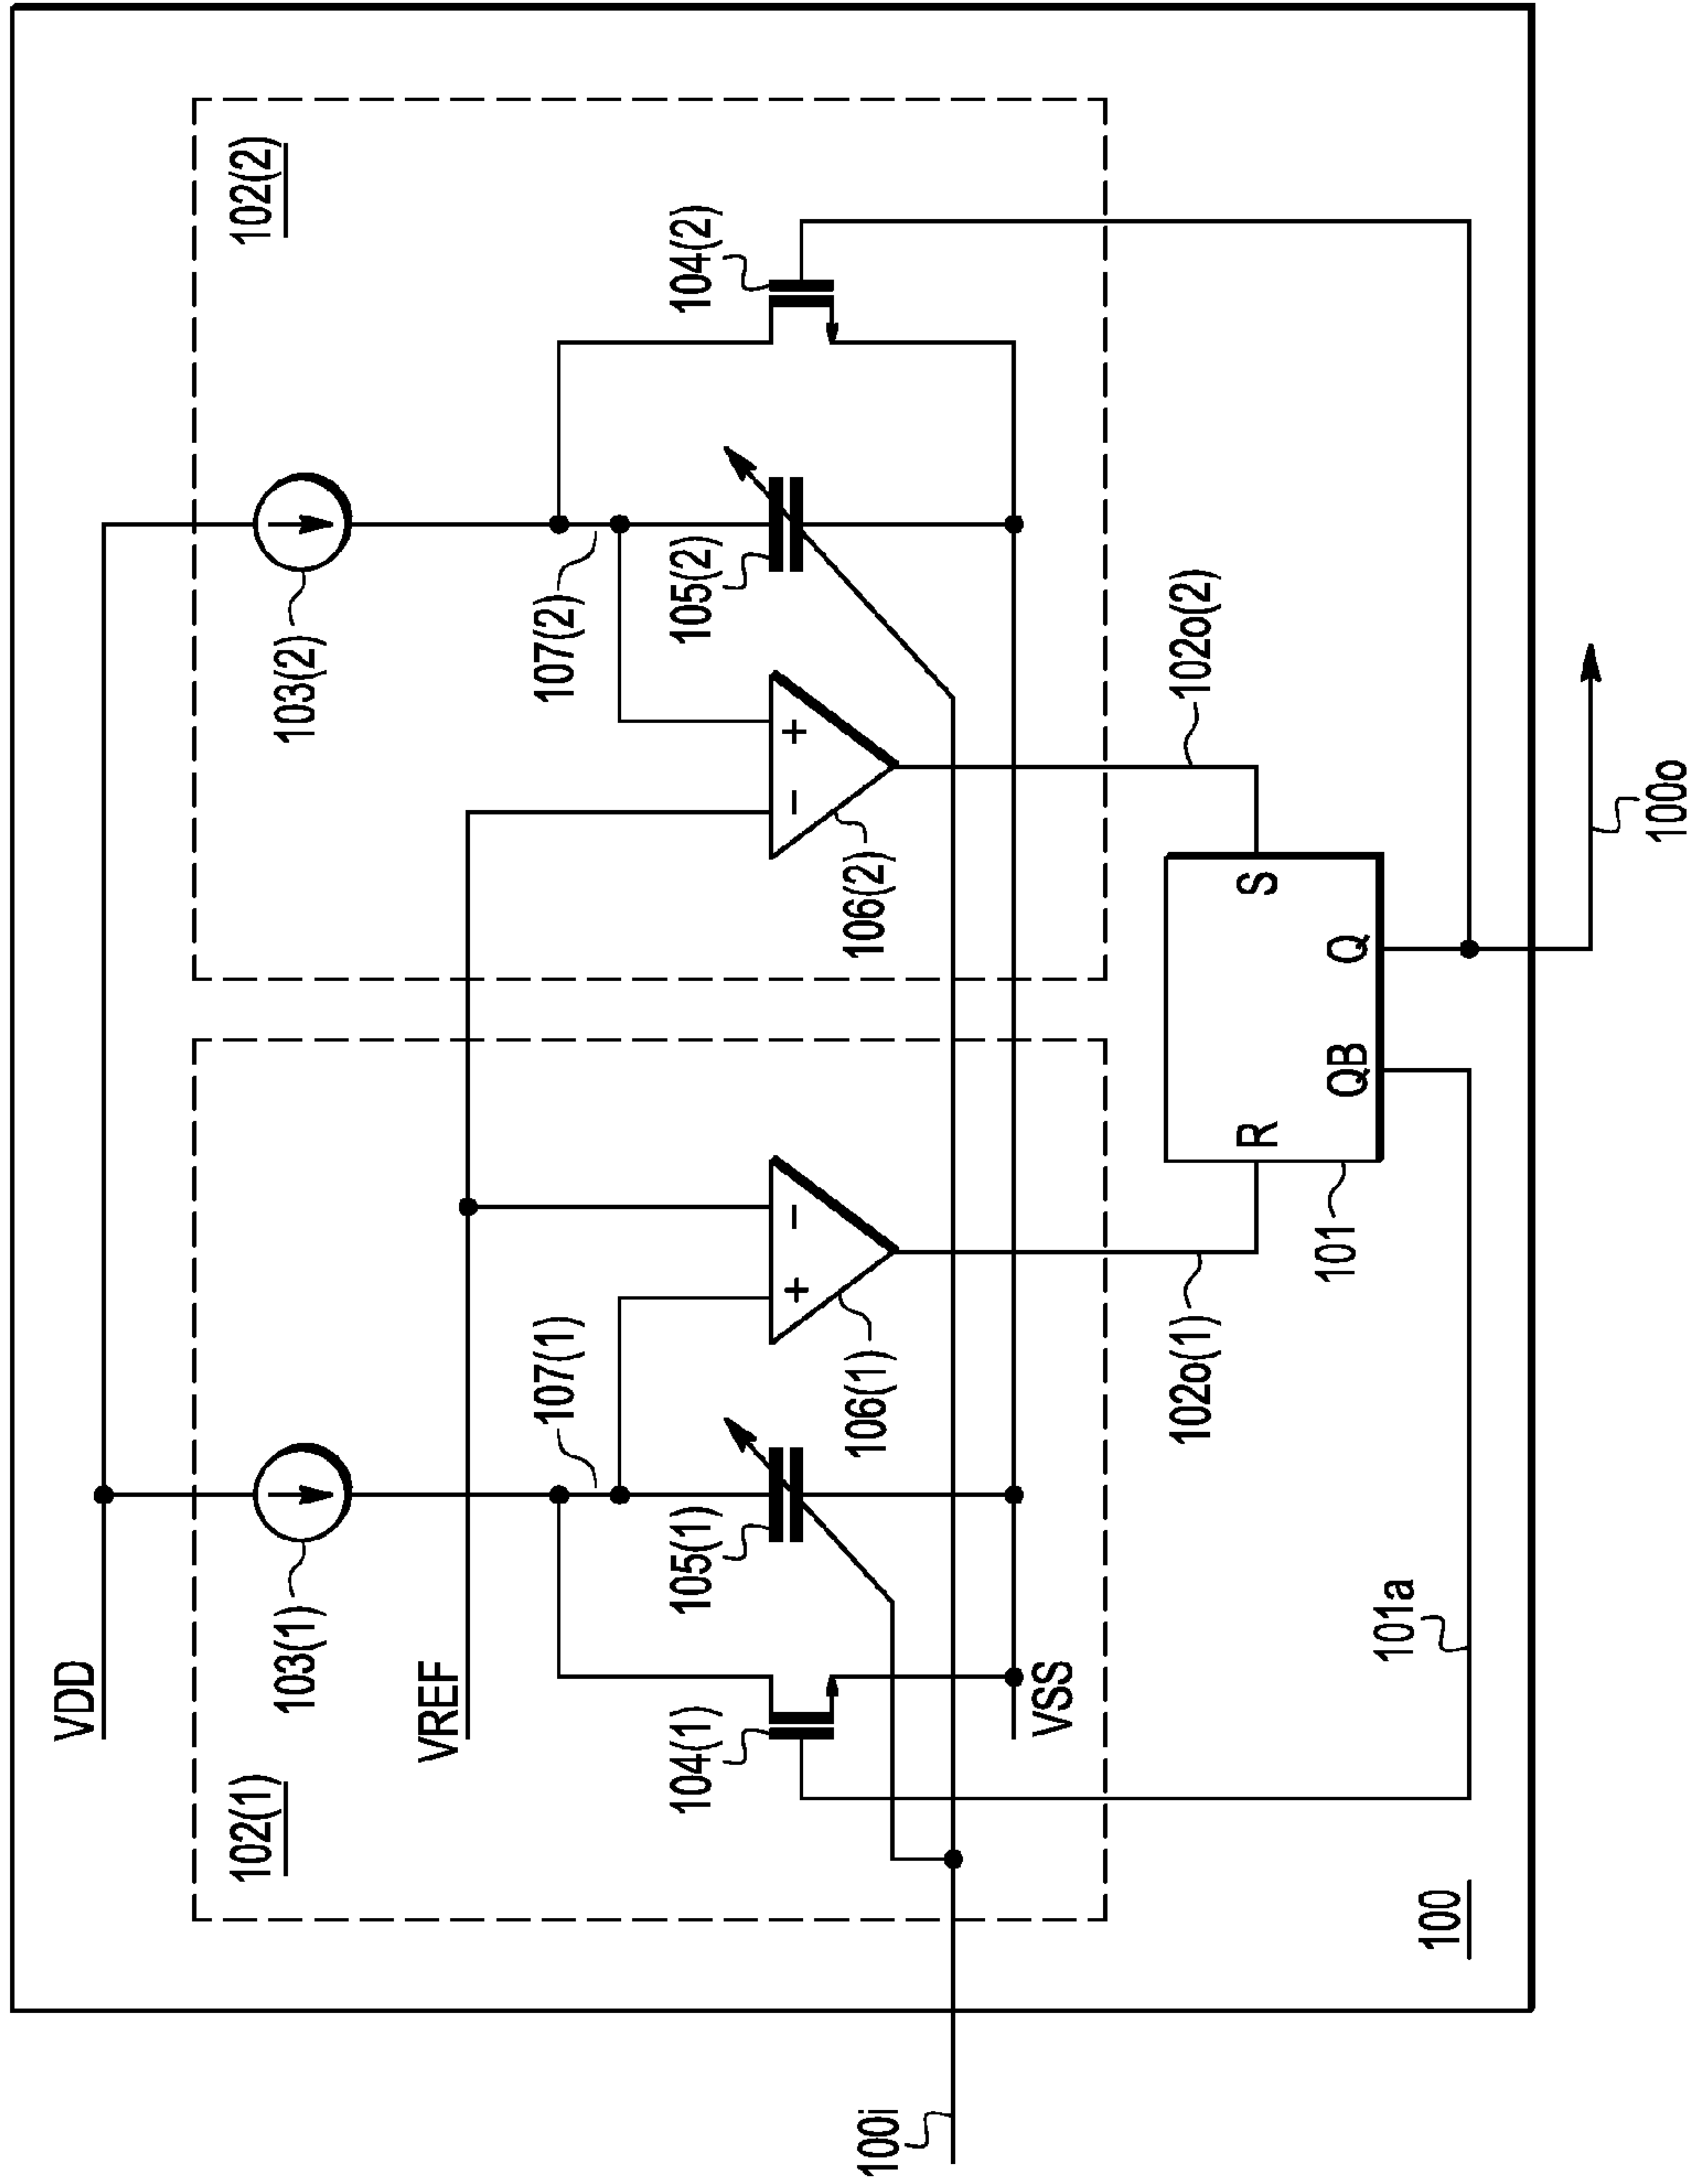 VDD
102(1)
102(2)
103(1)
103(2)
VREF
107(1)
107(2)
104(1)
105(1)
105(2)
104(2)
+
−
−
+
106(1)
106(2)
100i
VSS
102o(1)
102o(2)
R
S
101
QB
Q
101a
100
100o